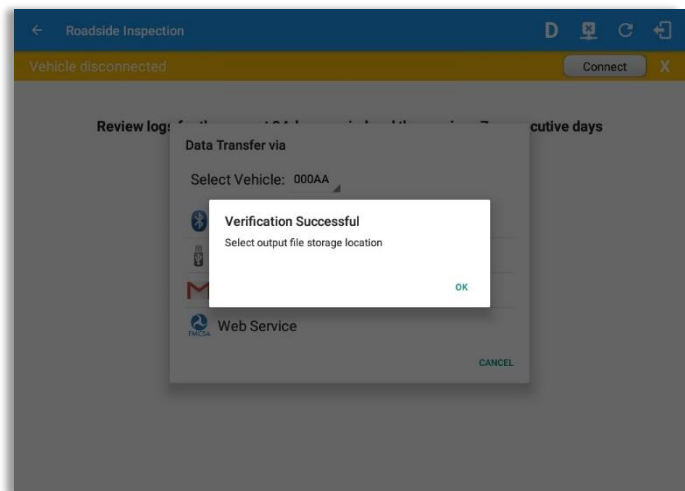 Roadside Inspection
D
Vehicle disconnected
Connect X
Review logs cutive days
Data Transfer via
Select Vehicle: 000AA
Verification Successful
Select output file storage location
OK
Web Service
FMCSA
CANCEL